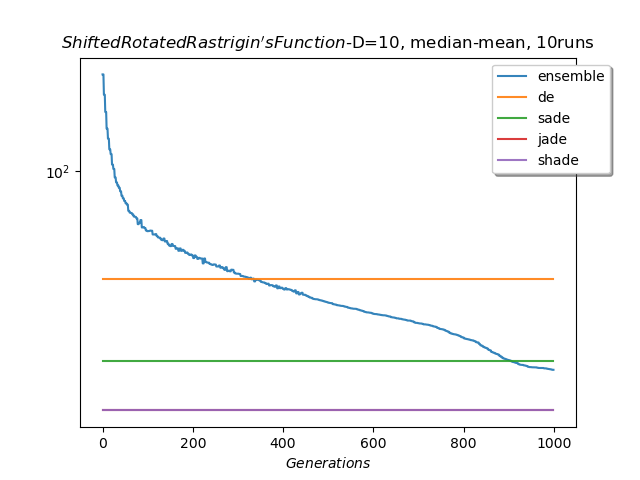 ShiftedRotatedRastrigin'sFunction-D=10, median-mean, 10runs
ensemble
de
sade
jade
shade
10²
0 200 400 600 800 1000
Generations